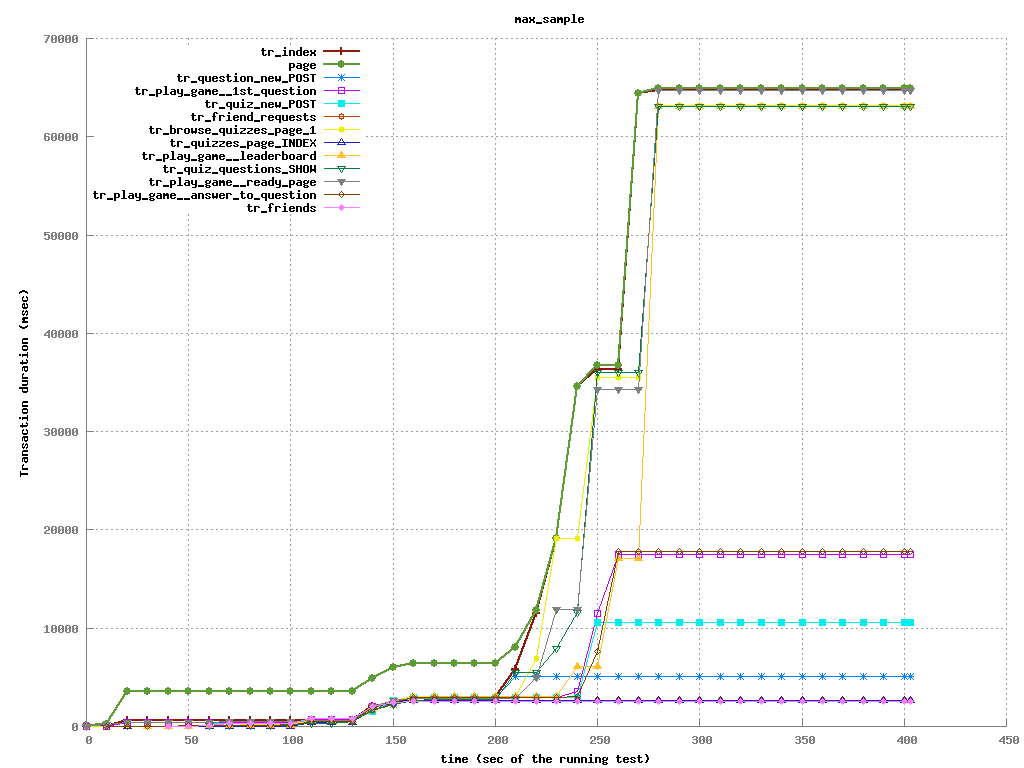 max_sample
70000
60000
50000
40000
30000
20000
10000
0
Transaction duration (msec)
tr_index
page
tr_question_new_POST
tr_play_game__1st_question
tr_quiz_new_POST
tr_friend_requests
tr_browse_quizzes_page_1
tr_quizzes_page_INDEX
tr_play_game__leaderboard
tr_quiz_questions_SHOW
tr_play_game__ready_page
tr_play_game__answer_to_question
tr_friends
0 50 100 150 200 250 300 350 400 450
time (sec of the running test)